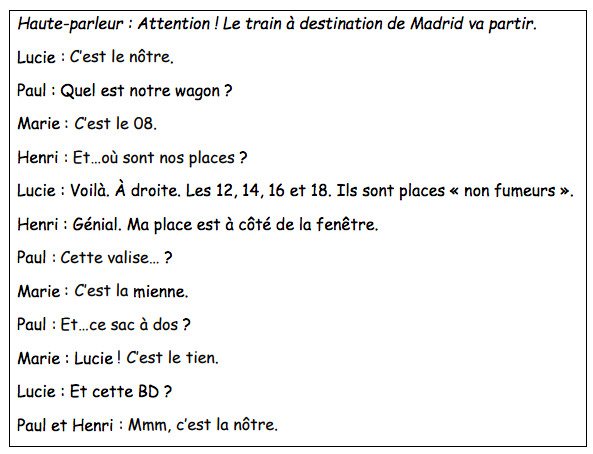 Haute-parleur : Attention ! Le train à destination de Madrid va partir.
Lucie : C'est le nôtre.
Paul : Quel est notre wagon ?
Marie : C'est le 08.
Henri : Et…où sont nos places ?
Lucie : Voilà. À droite. Les 12, 14, 16 et 18. Ils sont places « non fumeurs ».
Henri : Génial. Ma place est à côté de la fenêtre.
Paul : Cette valise… ?
Marie : C'est la mienne.
Paul : Et…ce sac à dos ?
Marie : Lucie ! C'est le tien.
Lucie : Et cette BD ?
Paul et Henri : Mmm, c'est la nôtre.